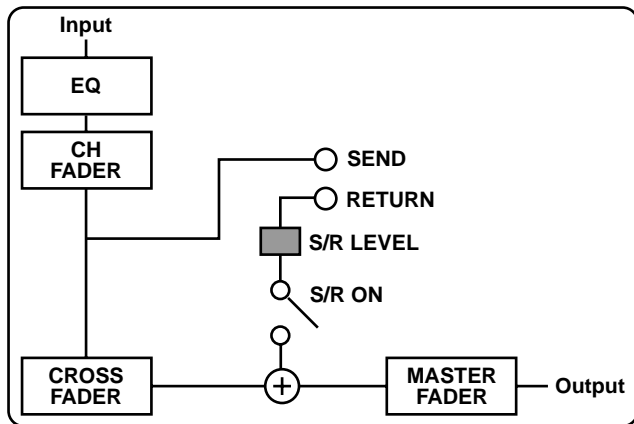 Input
EQ
CH
FADER
SEND
RETURN
S/R LEVEL
S/R ON
CROSS
FADER
+
MASTER
FADER
Output